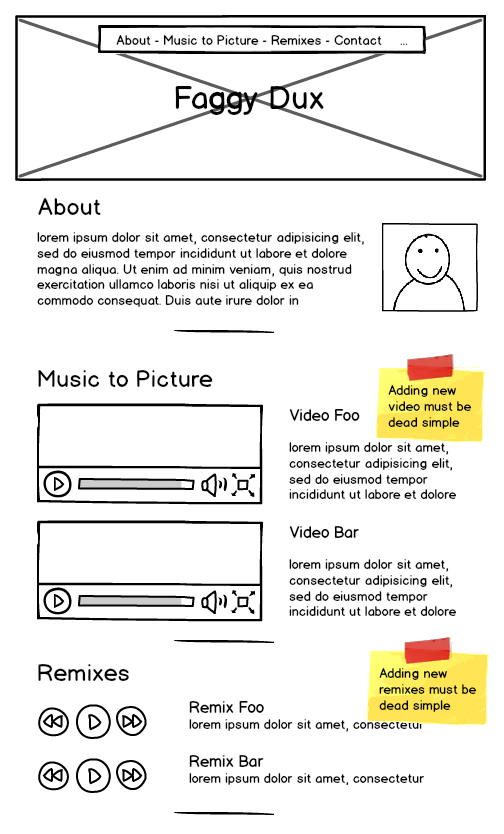 About - Music to Picture - Remixes - Contact ...
Faggy Dux
About
lorem ipsum dolor sit amet, consectetur adipisicing elit,
sed do eiusmod tempor incididunt ut labore et dolore
magna aliqua. Ut enim ad minim veniam, quis nostrud
exercitation ullamco laboris nisi ut aliquip ex ea
commodo consequat. Duis aute irure dolor in
Music to Picture
Adding new
video must be
dead simple
Video Foo
lorem ipsum dolor sit amet,
consectetur adipisicing elit,
sed do eiusmod tempor
incididunt ut labore et dolore
Video Bar
lorem ipsum dolor sit amet,
consectetur adipisicing elit,
sed do eiusmod tempor
incididunt ut labore et dolore
Remixes
Adding new
remixes must be
dead simple
Remix Foo
lorem ipsum dolor sit amet, consectetur
Remix Bar
lorem ipsum dolor sit amet, consectetur